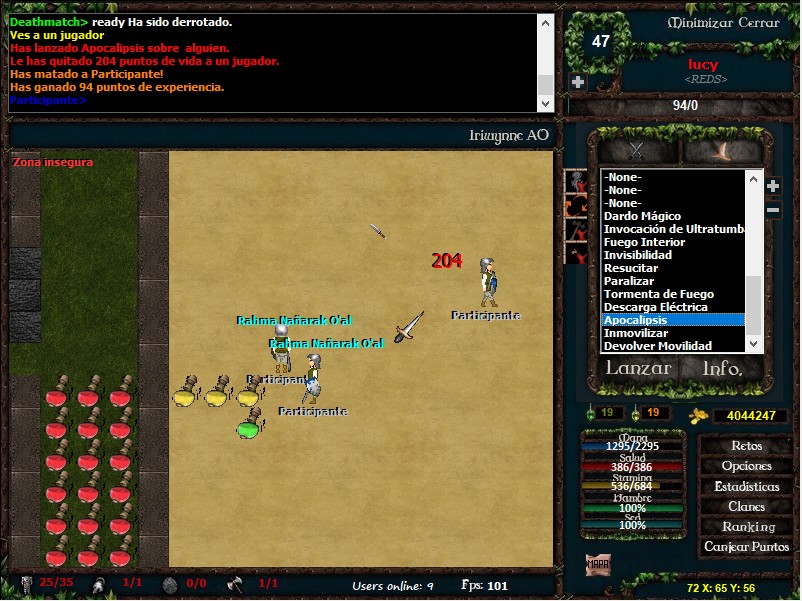 Deathmatch> ready Ha sido derrotado.
Ves a un jugador
Has lanzado Apocalipsis sobre  alguien.
Le has quitado 204 puntos de vida a un jugador.
Has matado a Participante!
Has ganado 94 puntos de experiencia.
Participante>
47
Minimizar Cerrar
lucy
<REDS>
94/0
Iriwynne AO
Zona insegura
204
Participante
Rahma Nañarak O'al
Rahma Nañarak O'al
Participant
Participante
-None-
-None-
-None-
Dardo Mágico
Invocación de Ultratumba
Fuego Interior
Invisibilidad
Resucitar
Paralizar
Tormenta de Fuego
Descarga Eléctrica
Apocalipsis
Inmovilizar
Devolver Movilidad
Lanzar Info.
19 19 4044247
Mana
1295/2295
Salud
386/386
Stamina
536/684
Hambre
100%
Sed
100%
Retos
Opciones
Estadisticas
Clanes
Ranking
Canjear Puntos
MAPA
25/35 1/1 0/0 1/1 Users online: 9 Fps: 101
72 X: 65 Y: 56